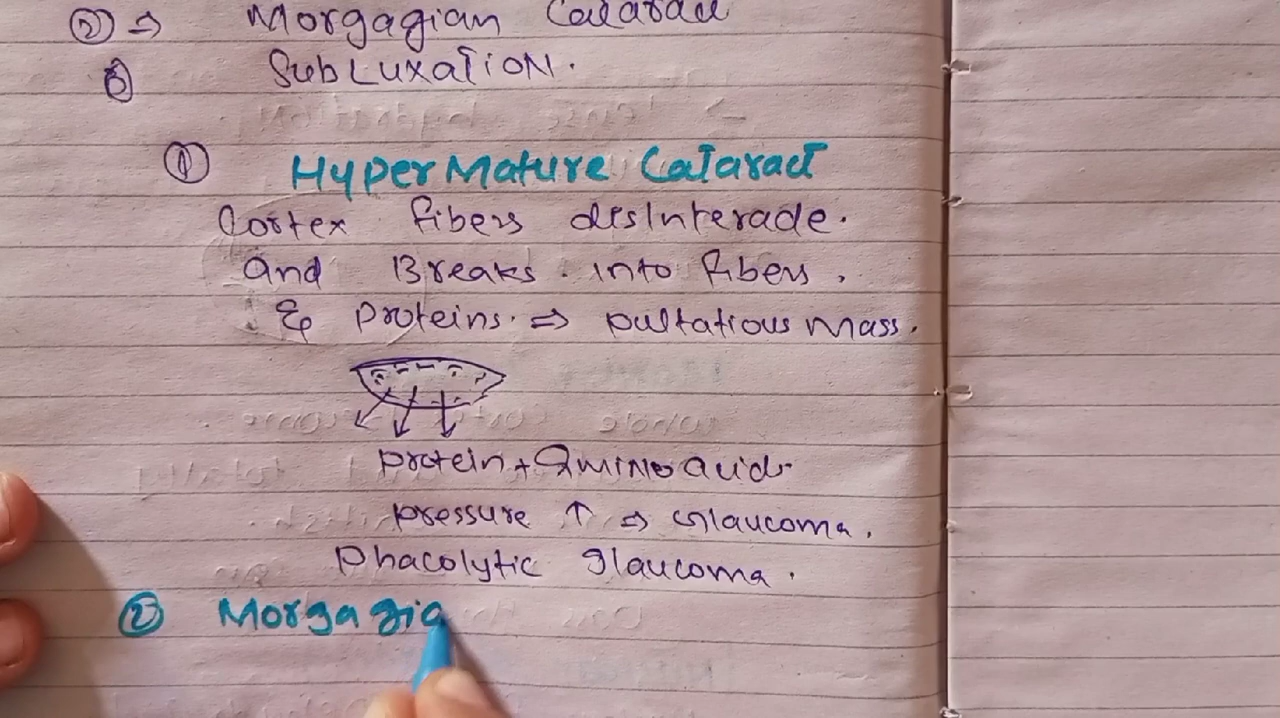 ② ⇒ Morgagian Cataract
③ SubLuxation.
① HyperMature Cataract
Cortex fibers disInterade.
and Breaks into fibers,
& proteins. ⇒ pultatious Mass.
protein + Amino acid
pressure ↑ ⇒ Glaucoma.
Phacolytic glaucoma.
② Morgagia